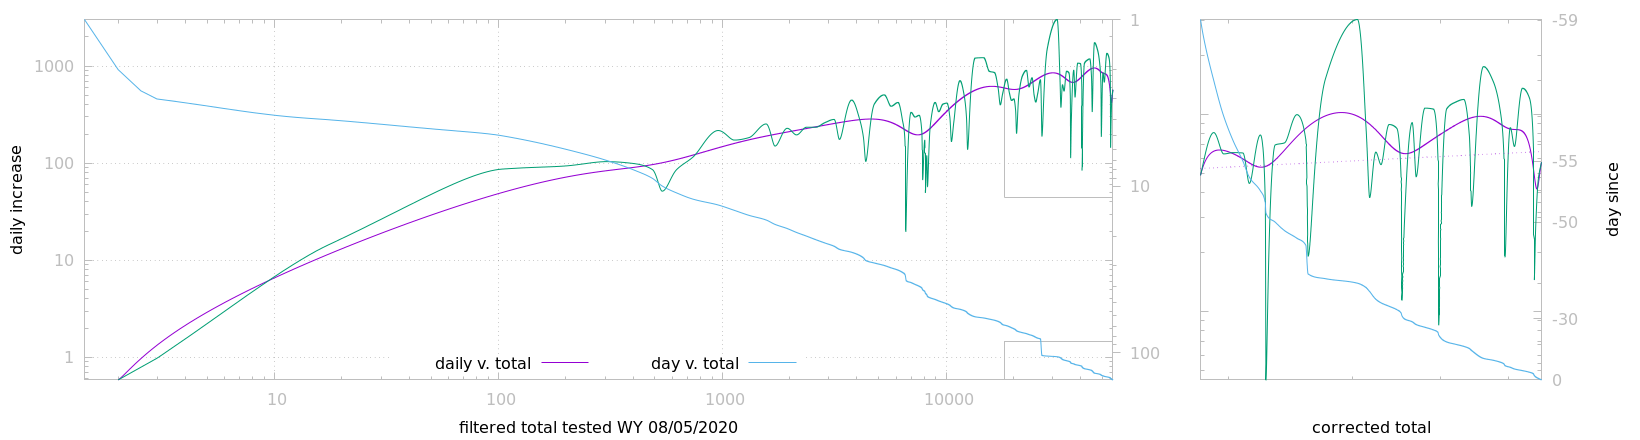 daily increase
1000
100
10
1
10
100
1000
10000
1
10
100
daily v. total
day v. total
filtered total tested WY 08/05/2020
-59
-55
-50
-30
0
day since
corrected total